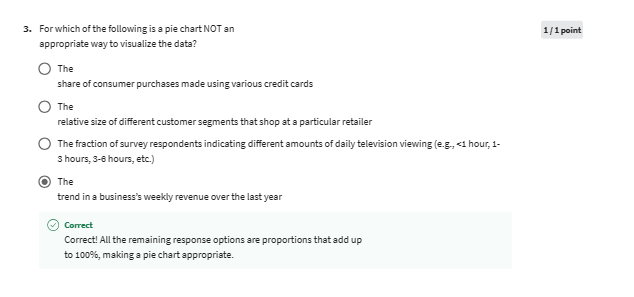 3. For which of the following is a pie chart NOT an
appropriate way to visualize the data?
1 / 1 point
The
share of consumer purchases made using various credit cards
The
relative size of different customer segments that shop at a particular retailer
The fraction of survey respondents indicating different amounts of daily television viewing (e.g., <1 hour, 1-
3 hours, 3-6 hours, etc.)
The
trend in a business's weekly revenue over the last year
Correct
Correct! All the remaining response options are proportions that add up
to 100%, making a pie chart appropriate.